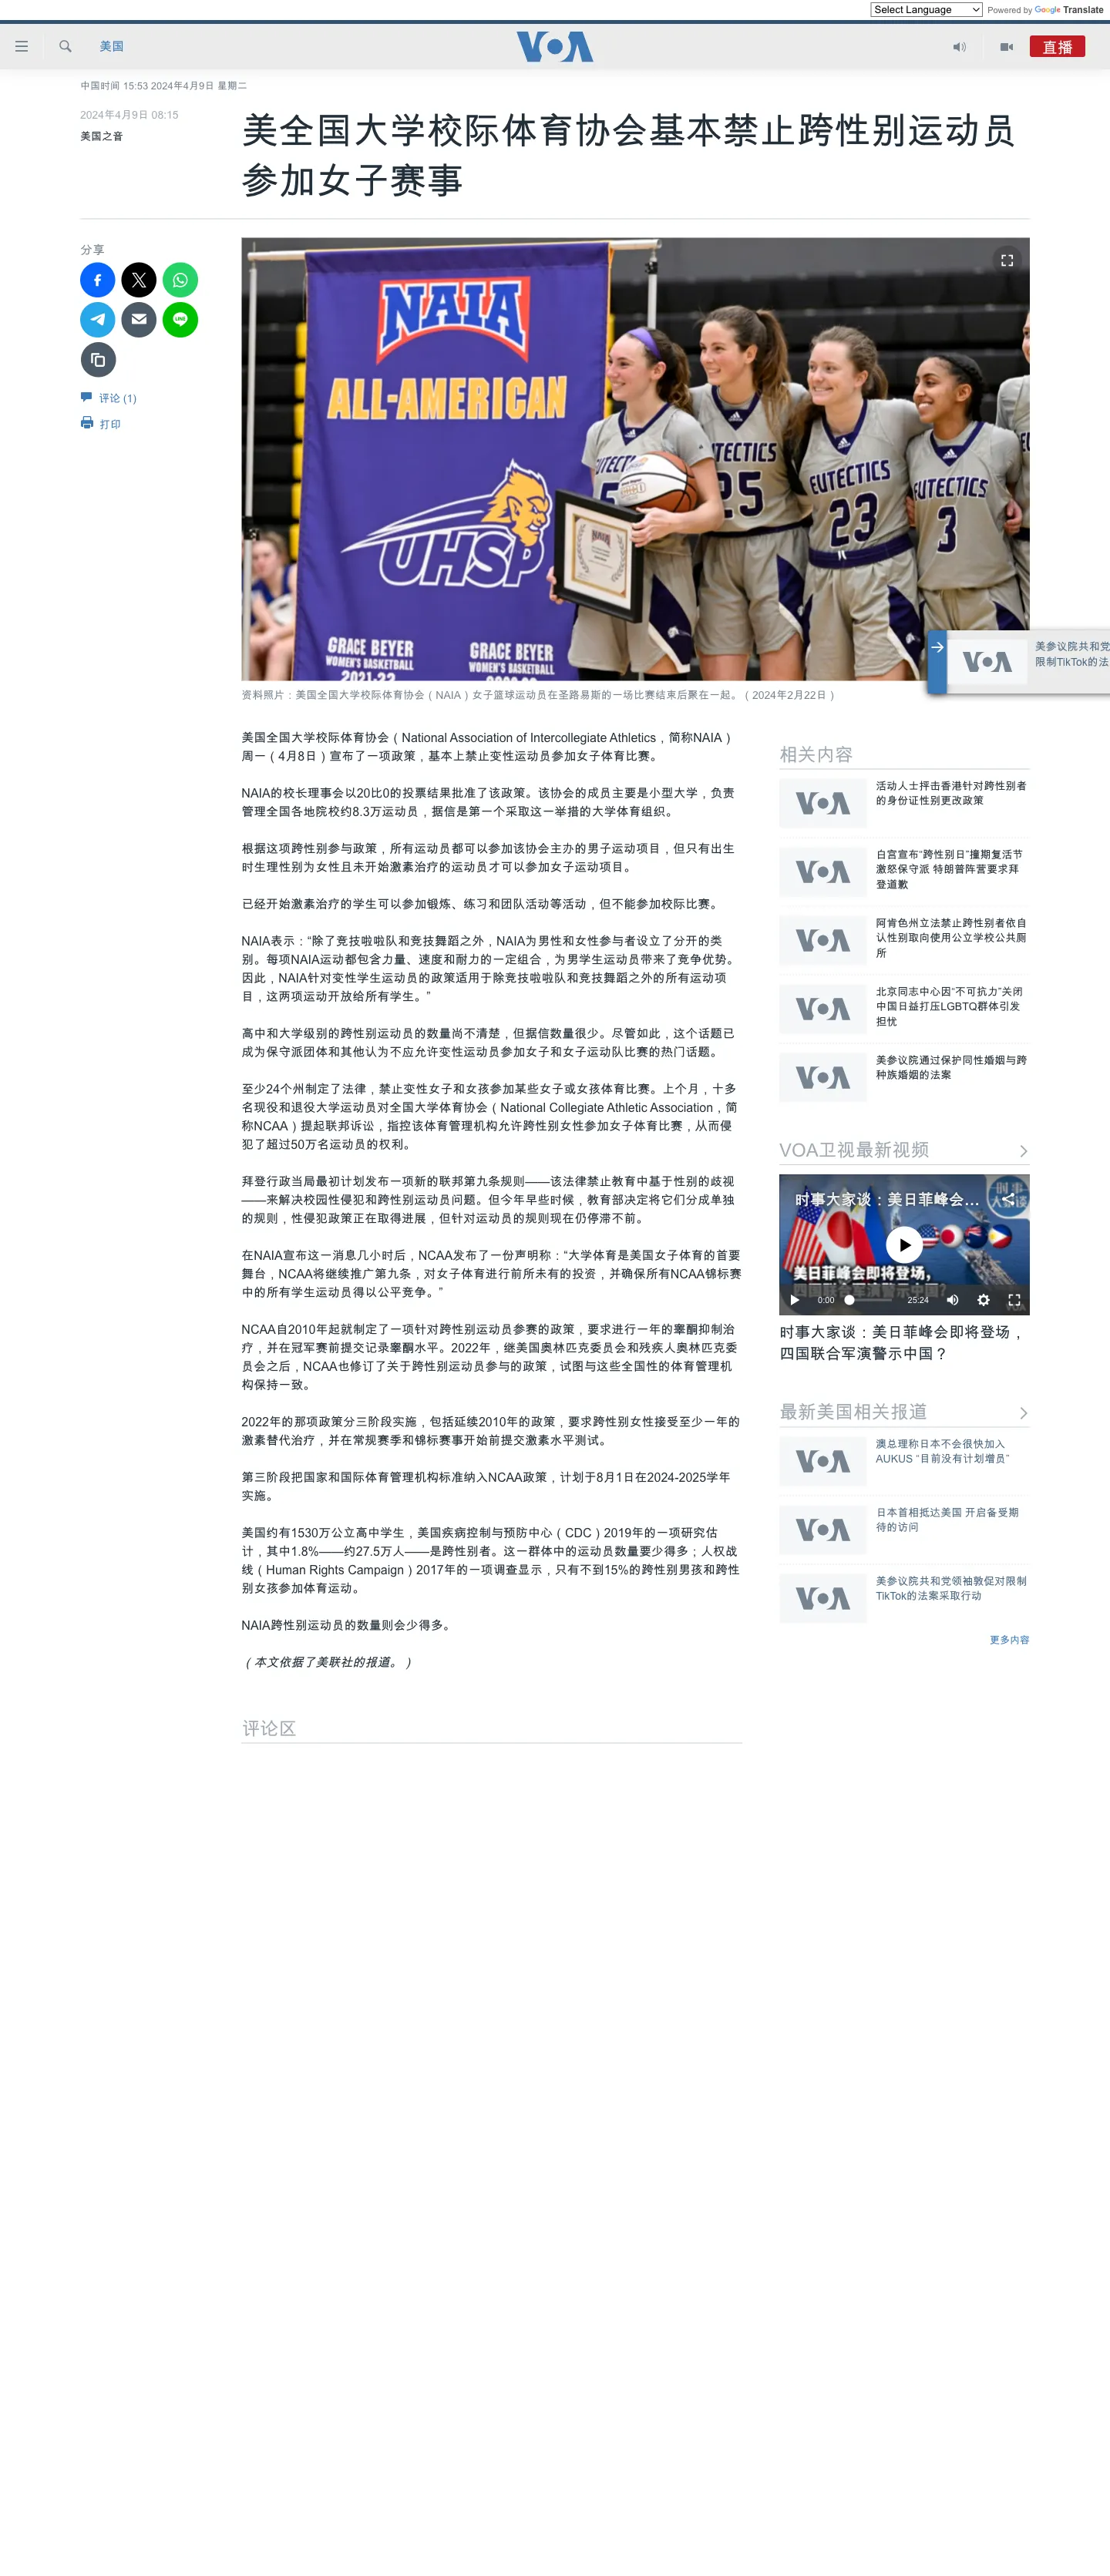 Select Language
Powered by Google Translate
美国
VOA
直播
中国时间 15:53 2024年4月9日 星期二
2024年4月9日 08:15
美国之音
美全国大学校际体育协会基本禁止跨性别运动员
参加女子赛事
分享
评论 (1)
打印
NAIA
ALL-AMERICAN
UHSP
GRACE BEYER
WOMEN'S BASKETBALL
2021-22
GRACE BEYER
WOMEN'S BASKETBALL
2022-23
EUTECTICS
25
EUTECTICS
23
EUTECTICS
3
NAIA
VOA
美参议院共和党
限制TikTok的法
资料照片：美国全国大学校际体育协会（NAIA）女子篮球运动员在圣路易斯的一场比赛结束后聚在一起。（2024年2月22日）
美国全国大学校际体育协会（National Association of Intercollegiate Athletics，简称NAIA）
周一（4月8日）宣布了一项政策，基本上禁止变性运动员参加女子体育比赛。
NAIA的校长理事会以20比0的投票结果批准了该政策。该协会的成员主要是小型大学，负责
管理全国各地院校约8.3万运动员，据信是第一个采取这一举措的大学体育组织。
根据这项跨性别参与政策，所有运动员都可以参加该协会主办的男子运动项目，但只有出生
时生理性别为女性且未开始激素治疗的运动员才可以参加女子运动项目。
已经开始激素治疗的学生可以参加锻炼、练习和团队活动等活动，但不能参加校际比赛。
NAIA表示：“除了竞技啦啦队和竞技舞蹈之外，NAIA为男性和女性参与者设立了分开的类
别。每项NAIA运动都包含力量、速度和耐力的一定组合，为男学生运动员带来了竞争优势。
因此，NAIA针对变性学生运动员的政策适用于除竞技啦啦队和竞技舞蹈之外的所有运动项
目，这两项运动开放给所有学生。”
高中和大学级别的跨性别运动员的数量尚不清楚，但据信数量很少。尽管如此，这个话题已
成为保守派团体和其他认为不应允许变性运动员参加女子和女子运动队比赛的热门话题。
至少24个州制定了法律，禁止变性女子和女孩参加某些女子或女孩体育比赛。上个月，十多
名现役和退役大学运动员对全国大学体育协会（National Collegiate Athletic Association，简
称NCAA）提起联邦诉讼，指控该体育管理机构允许跨性别女性参加女子体育比赛，从而侵
犯了超过50万名运动员的权利。
拜登行政当局最初计划发布一项新的联邦第九条规则——该法律禁止教育中基于性别的歧视
——来解决校园性侵犯和跨性别运动员问题。但今年早些时候，教育部决定将它们分成单独
的规则，性侵犯政策正在取得进展，但针对运动员的规则现在仍停滞不前。
在NAIA宣布这一消息几小时后，NCAA发布了一份声明称：“大学体育是美国女子体育的首要
舞台，NCAA将继续推广第九条，对女子体育进行前所未有的投资，并确保所有NCAA锦标赛
中的所有学生运动员得以公平竞争。”
NCAA自2010年起就制定了一项针对跨性别运动员参赛的政策，要求进行一年的睾酮抑制治
疗，并在冠军赛前提交记录睾酮水平。2022年，继美国奥林匹克委员会和残疾人奥林匹克委
员会之后，NCAA也修订了关于跨性别运动员参与的政策，试图与这些全国性的体育管理机
构保持一致。
2022年的那项政策分三阶段实施，包括延续2010年的政策，要求跨性别女性接受至少一年的
激素替代治疗，并在常规赛季和锦标赛事开始前提交激素水平测试。
第三阶段把国家和国际体育管理机构标准纳入NCAA政策，计划于8月1日在2024-2025学年
实施。
美国约有1530万公立高中学生，美国疾病控制与预防中心（CDC）2019年的一项研究估
计，其中1.8%——约27.5万人——是跨性别者。这一群体中的运动员数量要少得多；人权战
线（Human Rights Campaign）2017年的一项调查显示，只有不到15%的跨性别男孩和跨性
别女孩参加体育运动。
NAIA跨性别运动员的数量则会少得多。
（本文依据了美联社的报道。）
评论区
相关内容
VOA
活动人士抨击香港针对跨性别者
的身份证性别更改政策
VOA
白宫宣布“跨性别日”撞期复活节
激怒保守派 特朗普阵营要求拜
登道歉
VOA
阿肯色州立法禁止跨性别者依自
认性别取向使用公立学校公共厕
所
VOA
北京同志中心因“不可抗力”关闭
中国日益打压LGBTQ群体引发
担忧
VOA
美参议院通过保护同性婚姻与跨
种族婚姻的法案
VOA卫视最新视频
时事大家谈：美日菲峰会...
美日菲峰会即将登场，
0:00
25:24
时事大家谈：美日菲峰会即将登场，
四国联合军演警示中国？
最新美国相关报道
VOA
澳总理称日本不会很快加入
AUKUS “目前没有计划增员”
VOA
日本首相抵达美国 开启备受期
待的访问
VOA
美参议院共和党领袖敦促对限制
TikTok的法案采取行动
更多内容